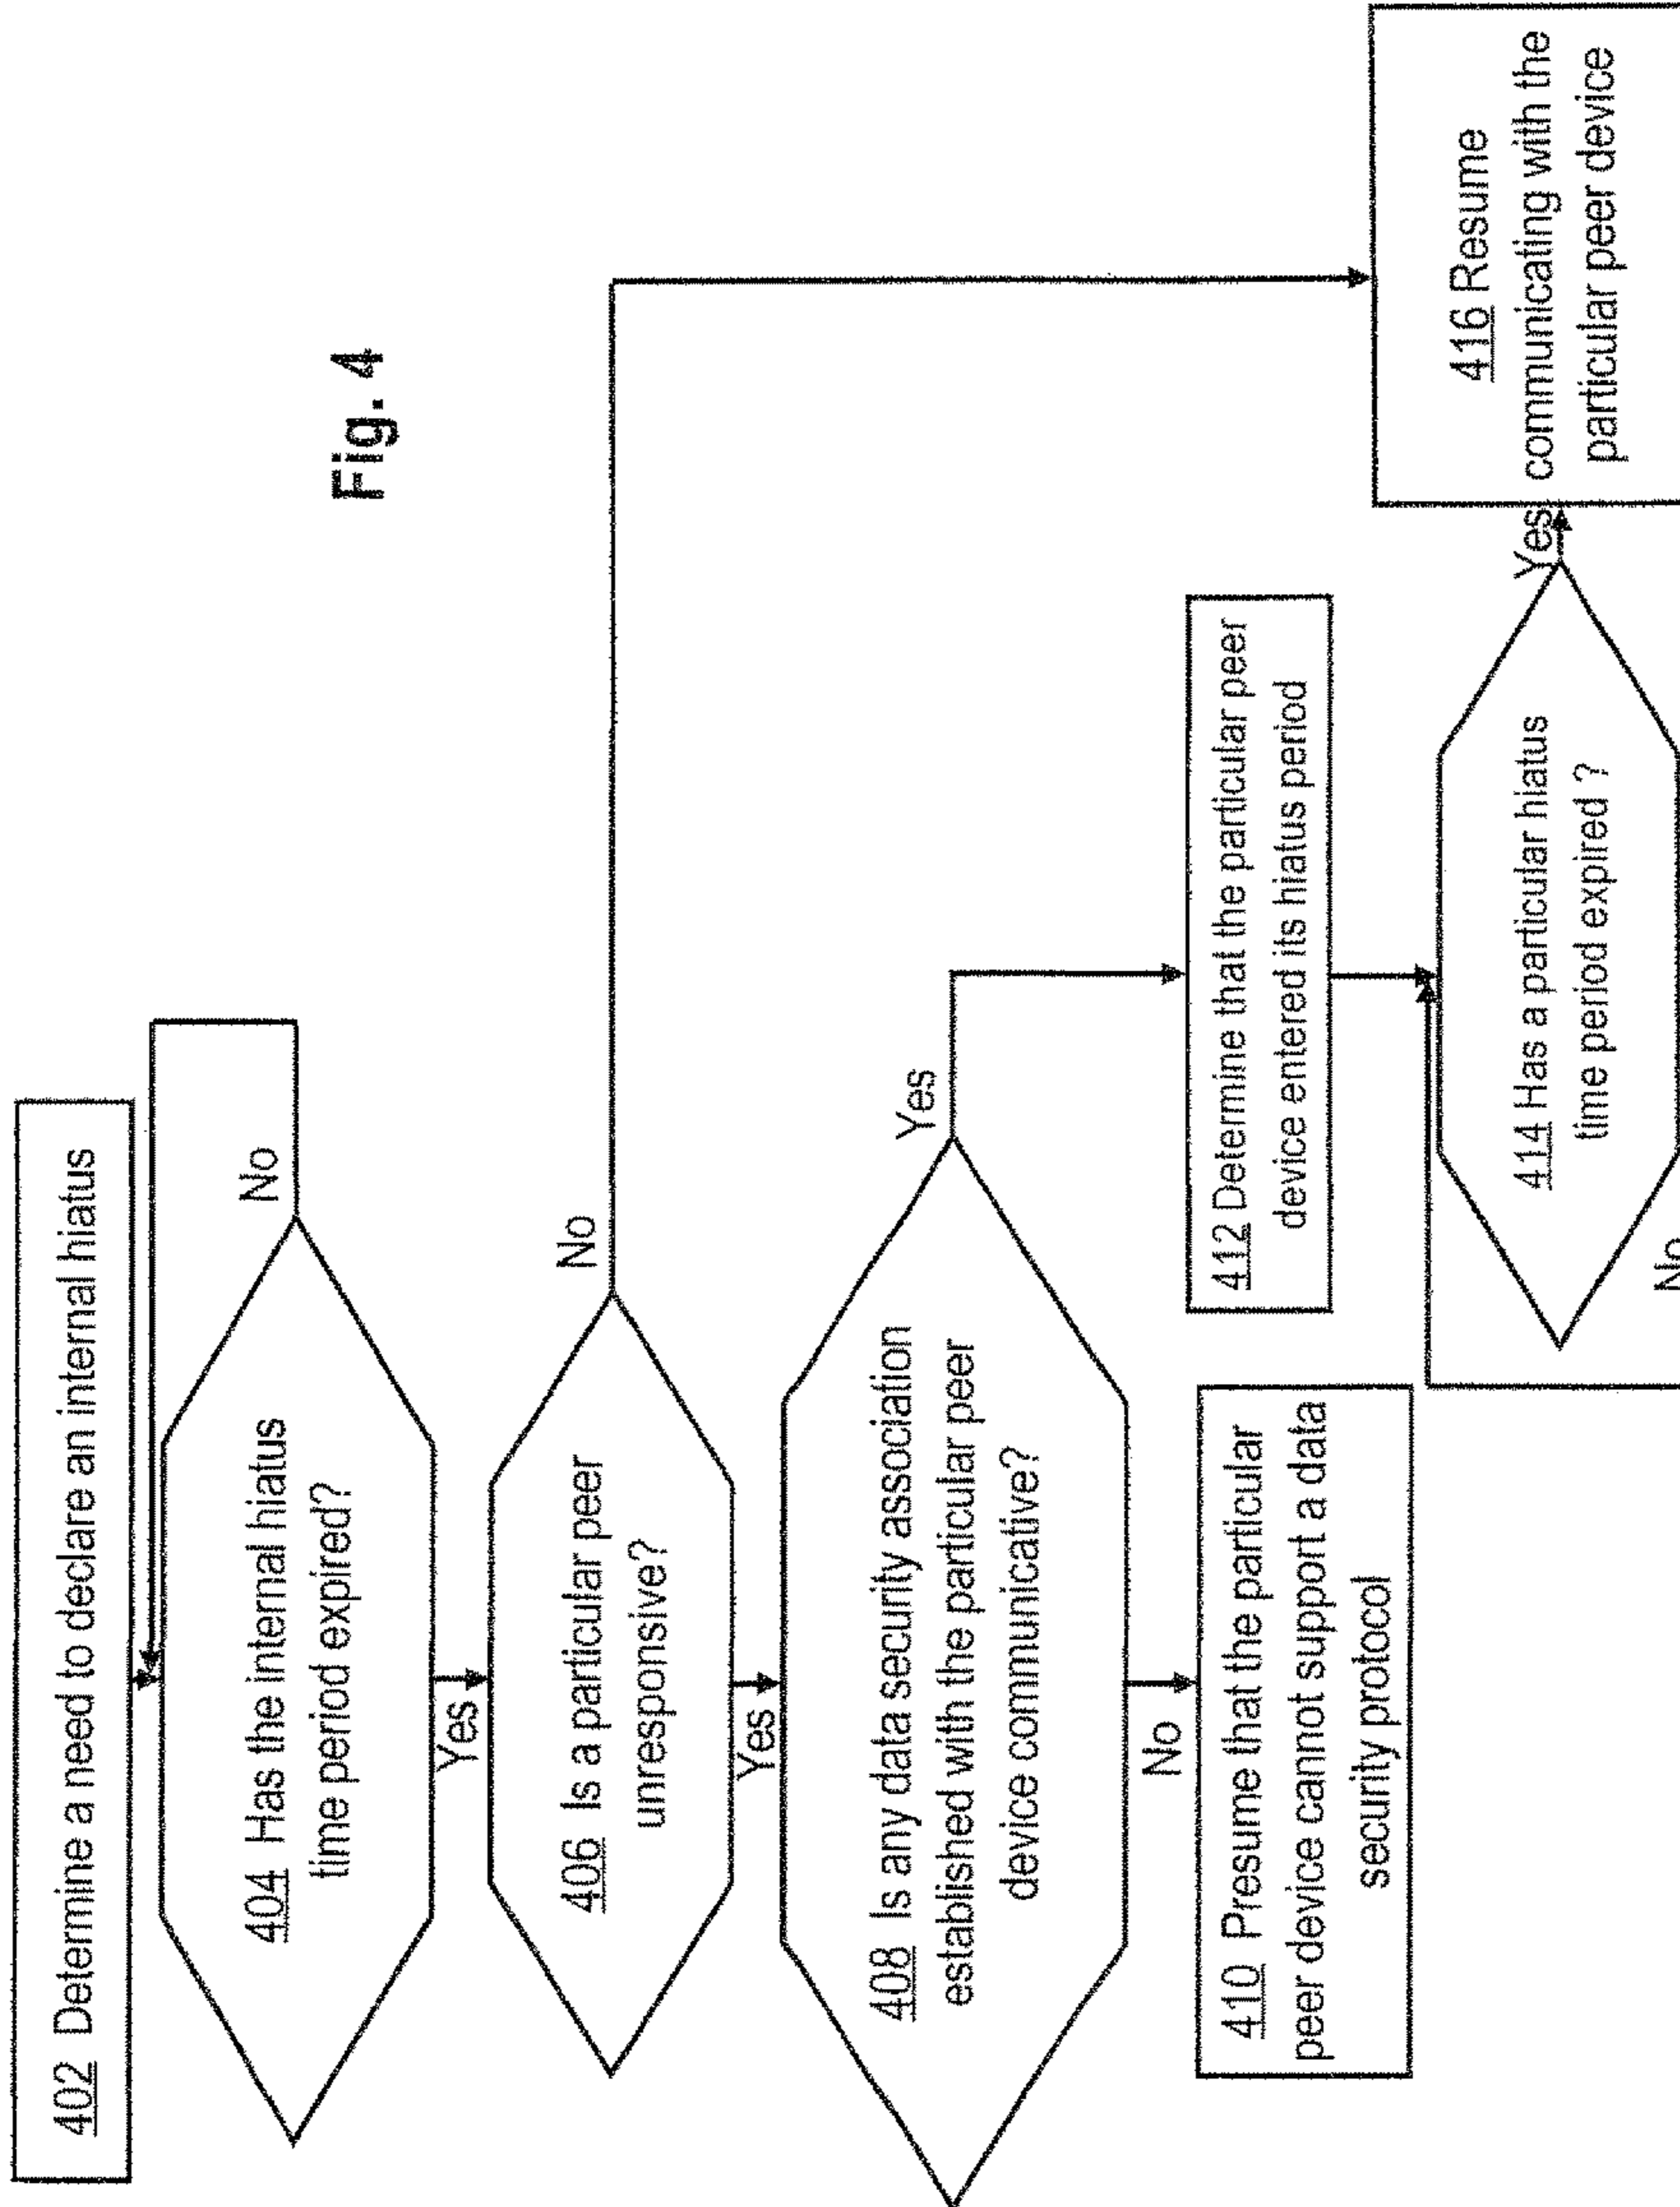 402 Determine a need to declare an internal hiatus
404 Has the internal hiatus
time period expired?
No
Yes
406 Is a particular peer
unresponsive?
No
Yes
408 Is any data security association
established with the particular peer
device communicative?
Yes
No
410 Presume that the particular
peer device cannot support a data
security protocol
412 Determine that the particular peer
device entered its hiatus period
414 Has a particular hiatus
time period expired ?
No
Yes
416 Resume
communicating with the
particular peer device
Fig. 4